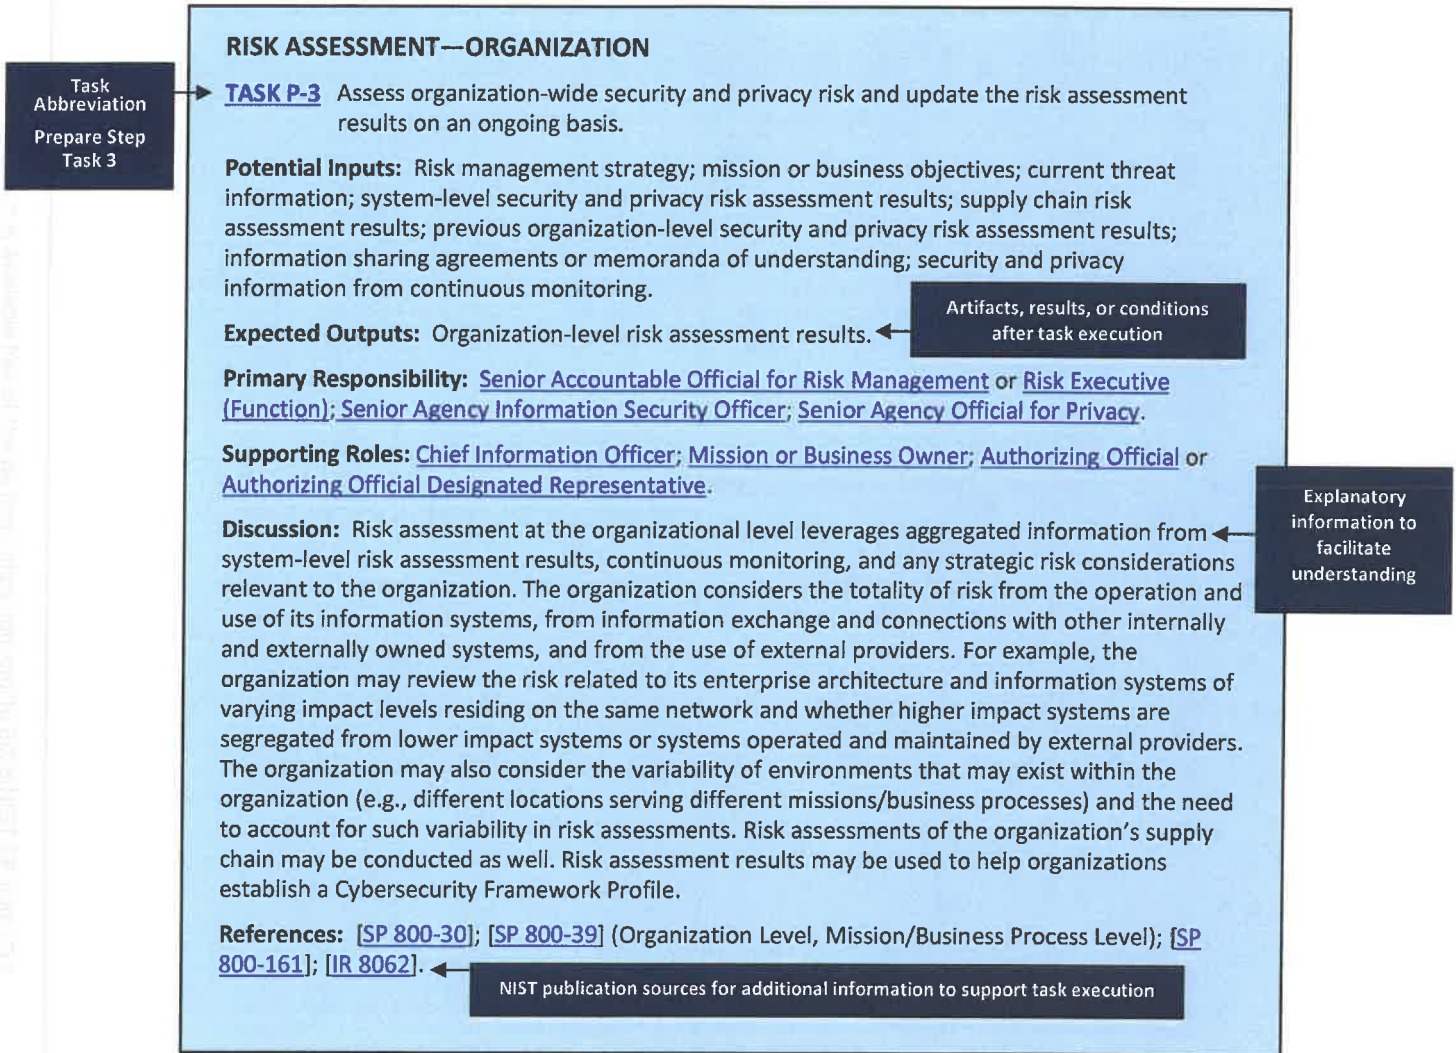 RISK ASSESSMENT—ORGANIZATION
Task
Abbreviation
Prepare Step
Task 3
TASK P-3 Assess organization-wide security and privacy risk and update the risk assessment
results on an ongoing basis.
Potential Inputs: Risk management strategy; mission or business objectives; current threat
information; system-level security and privacy risk assessment results; supply chain risk
assessment results; previous organization-level security and privacy risk assessment results;
information sharing agreements or memoranda of understanding; security and privacy
information from continuous monitoring.
Artifacts, results, or conditions
after task execution
Expected Outputs: Organization-level risk assessment results.
Primary Responsibility: Senior Accountable Official for Risk Management or Risk Executive
(Function); Senior Agency Information Security Officer; Senior Agency Official for Privacy.
Supporting Roles: Chief Information Officer; Mission or Business Owner; Authorizing Official or
Authorizing Official Designated Representative.
Explanatory
information to
facilitate
understanding
Discussion: Risk assessment at the organizational level leverages aggregated information from
system-level risk assessment results, continuous monitoring, and any strategic risk considerations
relevant to the organization. The organization considers the totality of risk from the operation and
use of its information systems, from information exchange and connections with other internally
and externally owned systems, and from the use of external providers. For example, the
organization may review the risk related to its enterprise architecture and information systems of
varying impact levels residing on the same network and whether higher impact systems are
segregated from lower impact systems or systems operated and maintained by external providers.
The organization may also consider the variability of environments that may exist within the
organization (e.g., different locations serving different missions/business processes) and the need
to account for such variability in risk assessments. Risk assessments of the organization's supply
chain may be conducted as well. Risk assessment results may be used to help organizations
establish a Cybersecurity Framework Profile.
References: [SP 800-30]; [SP 800-39] (Organization Level, Mission/Business Process Level); [SP
800-161]; [IR 8062].
NIST publication sources for additional information to support task execution